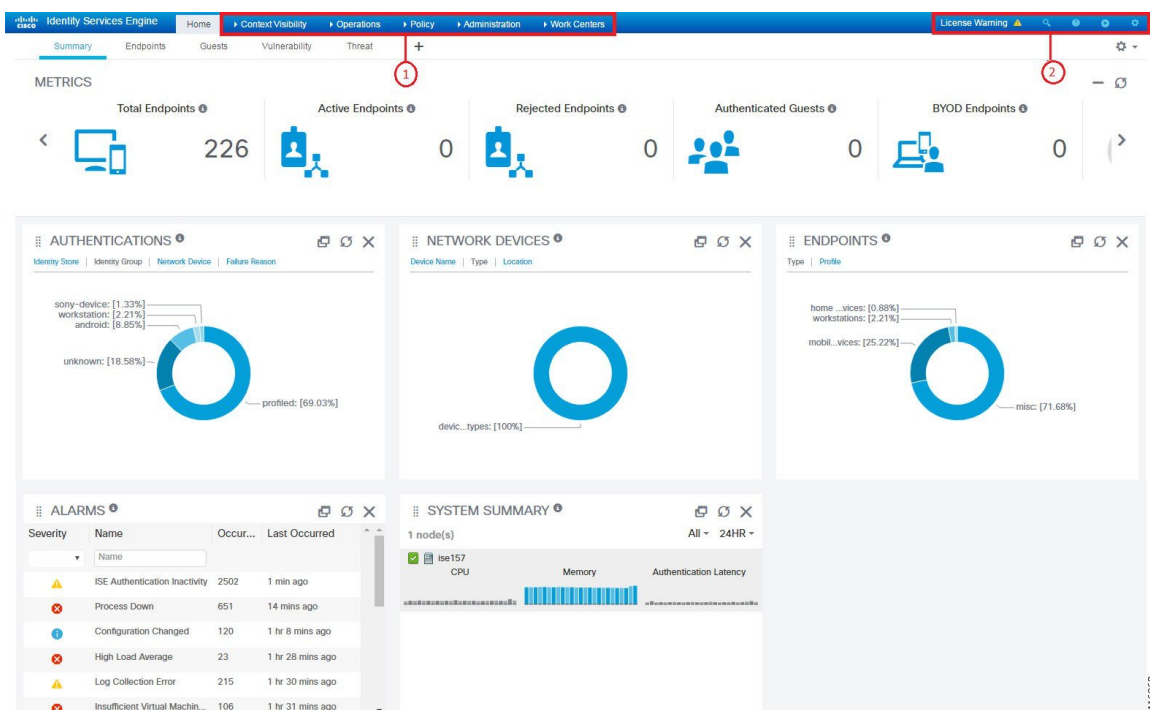 cisco Identity Services Engine Home Context Visibility Operations Policy Administration Work Centers License Warning
Summary Endpoints Guests Vulnerability Threat +
1
2
METRICS
Total Endpoints
226
Active Endpoints
0
Rejected Endpoints
0
Authenticated Guests
0
BYOD Endpoints
0
AUTHENTICATIONS
Identity Store | Identity Group | Network Device | Failure Reason
sony-device: [1.33%]
workstation: [2.21%]
android: [8.85%]
unknown: [18.58%]
profiled: [69.03%]
NETWORK DEVICES
Device Name | Type | Location
devic...types: [100%]
ENDPOINTS
Type | Profile
home ...vices: [0.88%]
workstations: [2.21%]
mobil...vices: [25.22%]
misc: [71.68%]
ALARMS
Severity Name Occur... Last Occurred
Name
ISE Authentication Inactivity 2502 1 min ago
Process Down 651 14 mins ago
Configuration Changed 120 1 hr 8 mins ago
High Load Average 23 1 hr 28 mins ago
Log Collection Error 215 1 hr 30 mins ago
Insufficient Virtual Machin... 106 1 hr 31 mins ago
SYSTEM SUMMARY
1 node(s) All 24HR
ise157
CPU Memory Authentication Latency